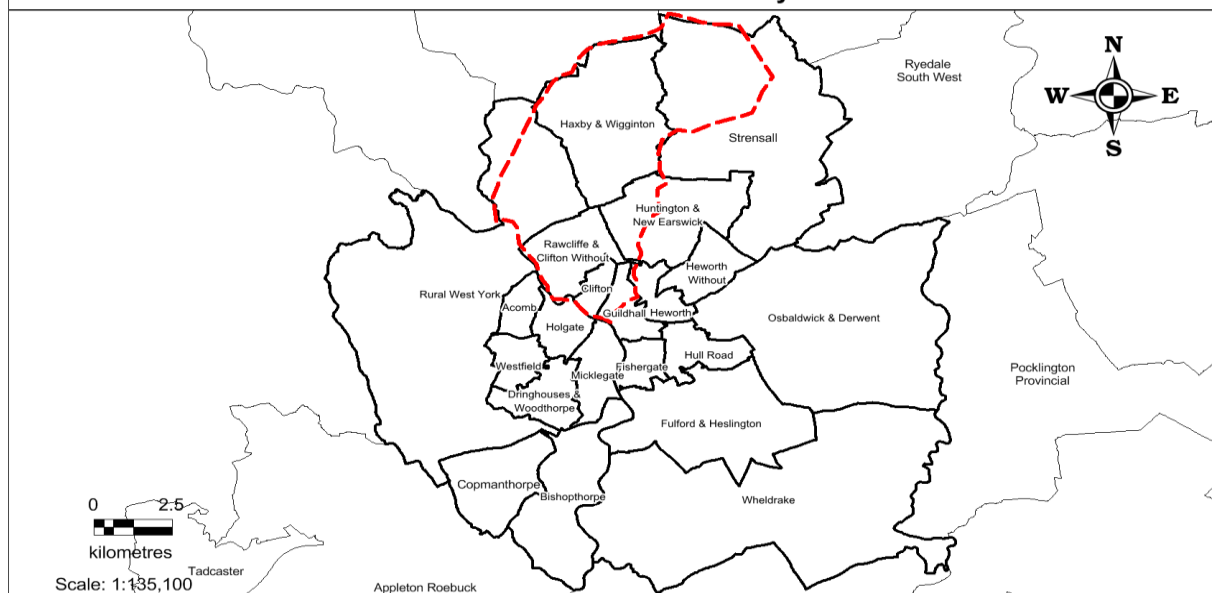 N
W
E
S
Ryedale
South West
Haxby & Wigginton
Strensall
Huntington &
New Earswick
Rawcliffe &
Clifton Without
Heworth
Without
Rural West York
Clifton
Acomb
Guildhall
Heworth
Osbaldwick & Derwent
Holgate
Hull Road
Westfield
Micklegate
Fishergate
Pocklington
Provincial
Dringhouses &
Woodthorpe
Fulford & Heslington
Copmanthorpe
Bishopthorpe
Wheldrake
0 2.5
kilometres
Tadcaster
Scale: 1:135,100
Appleton Roebuck